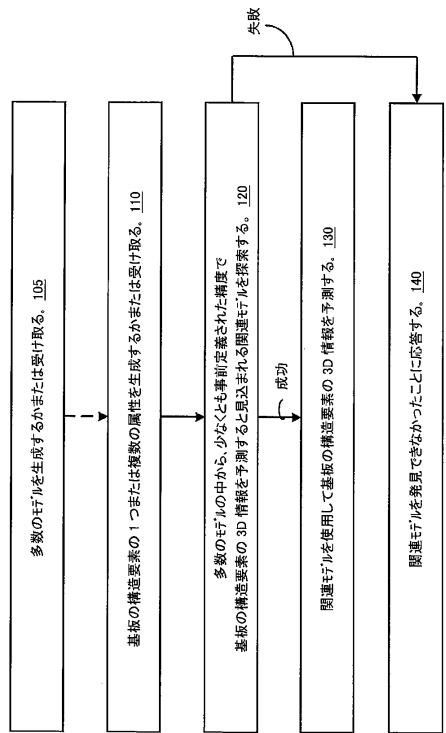 多数のモデルを生成するかまたは受け取る。 105
基板の構造要素の1つまたは複数の属性を生成するかまたは受け取る。 110
多数のモデルの中から、少なくとも事前定義された精度で
基板の構造要素の3D情報を予測すると見込まれる関連モデルを探索する。 120
成功
失敗
関連モデルを使用して基板の構造要素の3D情報を予測する。 130
関連モデルを発見できなかったことに応答する。 140